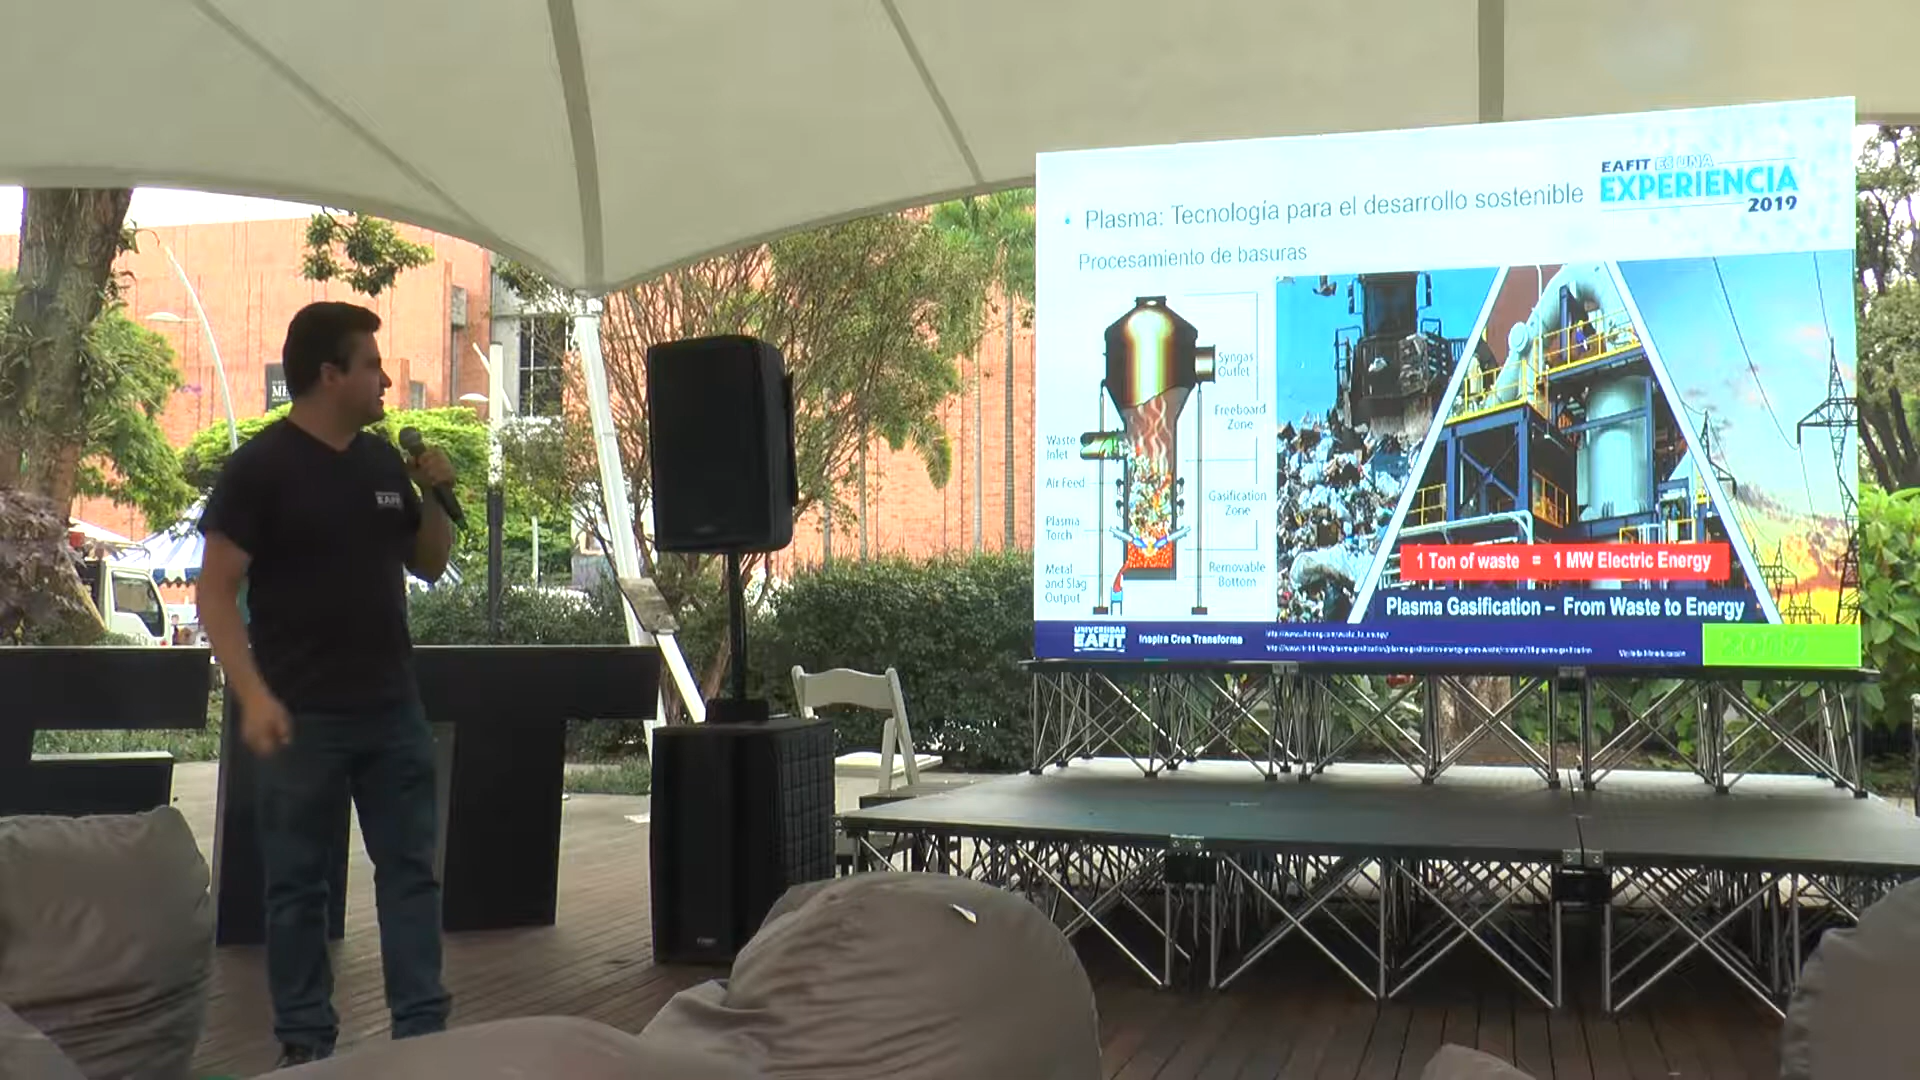 EAFIT ES UNA
EXPERIENCIA
2019
• Plasma: Tecnología para el desarrollo sostenible
Procesamiento de basuras
Syngas
Outlet
Freeboard
Zone
Waste
Inlet
Air Feed
Gasification
Zone
Plasma
Torch
Removable
Bottom
Metal
and Slag
Output
1 Ton of waste = 1 MW Electric Energy
Plasma Gasification – From Waste to Energy
UNIVERSIDAD
EAFIT
Inspira Crea Transforma
2019
EAFIT